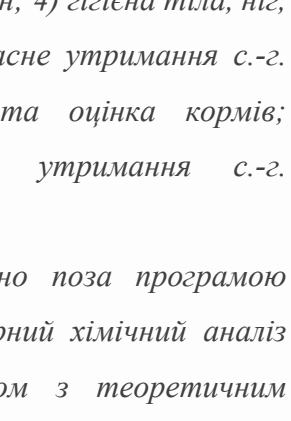 н; 4) гігієна тіла, ніг,
асне утримання с.-г.
та оцінка кормів;
утримання с.-г.
но поза програмою
рний хімічний аналіз
ом з теоретичним